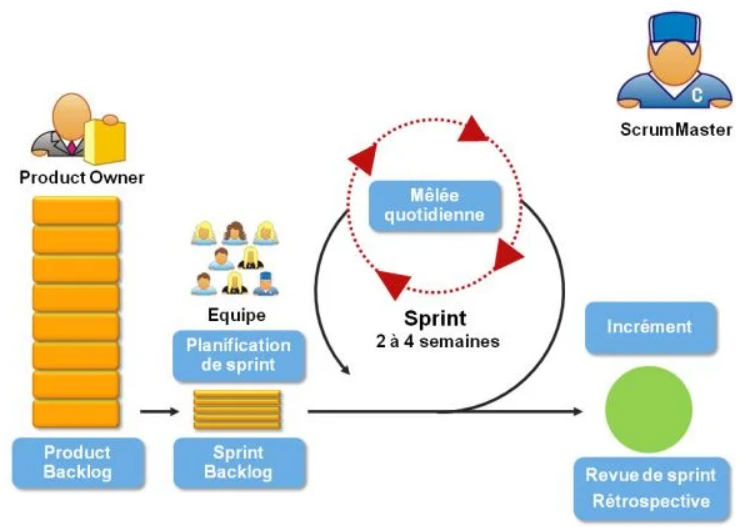 C
ScrumMaster
Product Owner
Mêlée
quotidienne
Equipe
Sprint
2 à 4 semaines
Planification
de sprint
Incrément
Product
Backlog
Sprint
Backlog
Revue de sprint
Rétrospective